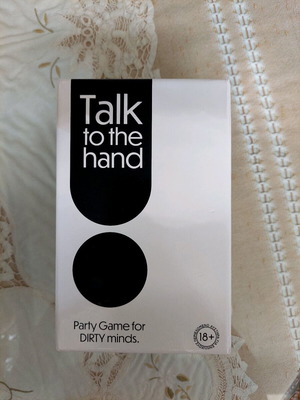 Talk
to the
hand
Party Game for
DIRTY minds.
18+